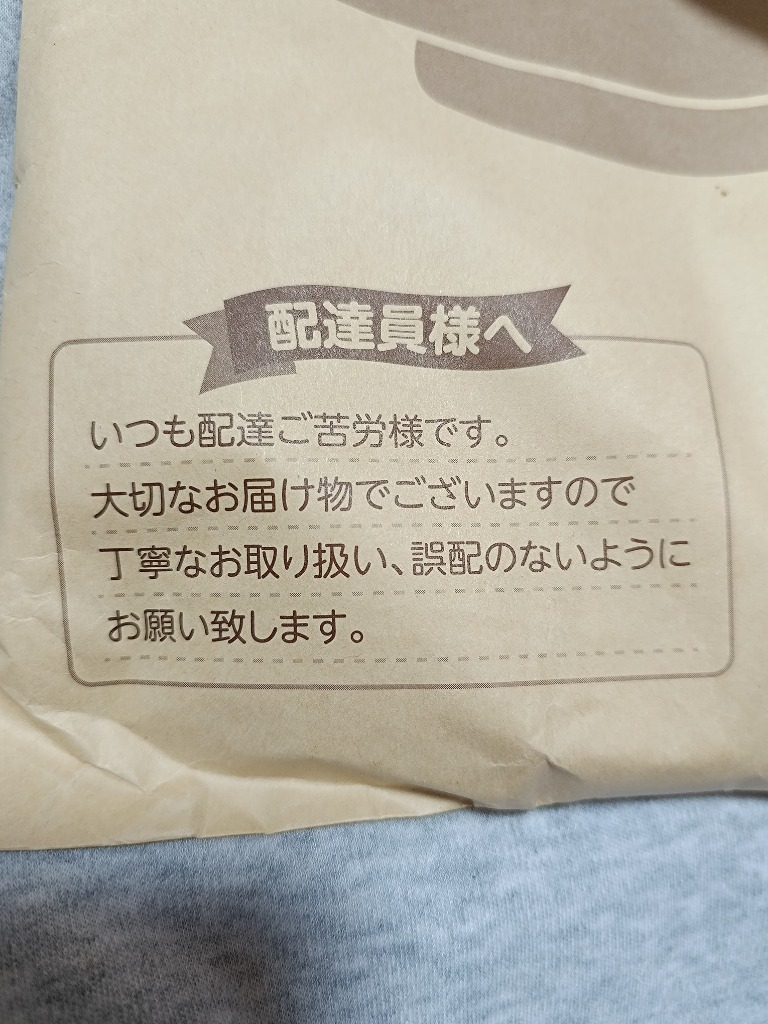 配達員様へ
いつも配達ご苦労様です。
大切なお届け物でございますので
丁寧なお取り扱い、誤配のないように
お願い致します。